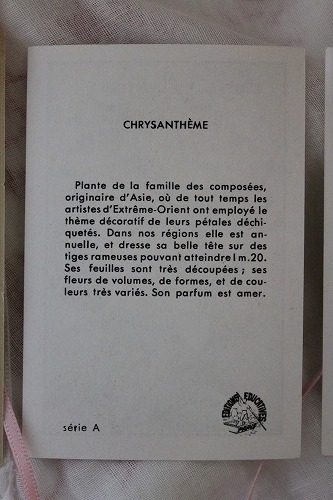 CHRYSANTHÈME
Plante de la famille des composées,
originaire d'Asie, où de tout temps les
artistes d'Extrême-Orient ont employé le
thème décoratif de leurs pétales déchi-
quetés. Dans nos régions elle est an-
nuelle, et dresse sa belle tête sur des
tiges rameuses pouvant atteindre 1 m. 20.
Ses feuilles sont très découpées ; ses
fleurs de volumes, de formes, et de cou-
leurs très variés. Son parfum est amer.
série A
EDITIONS EDUCATIVES